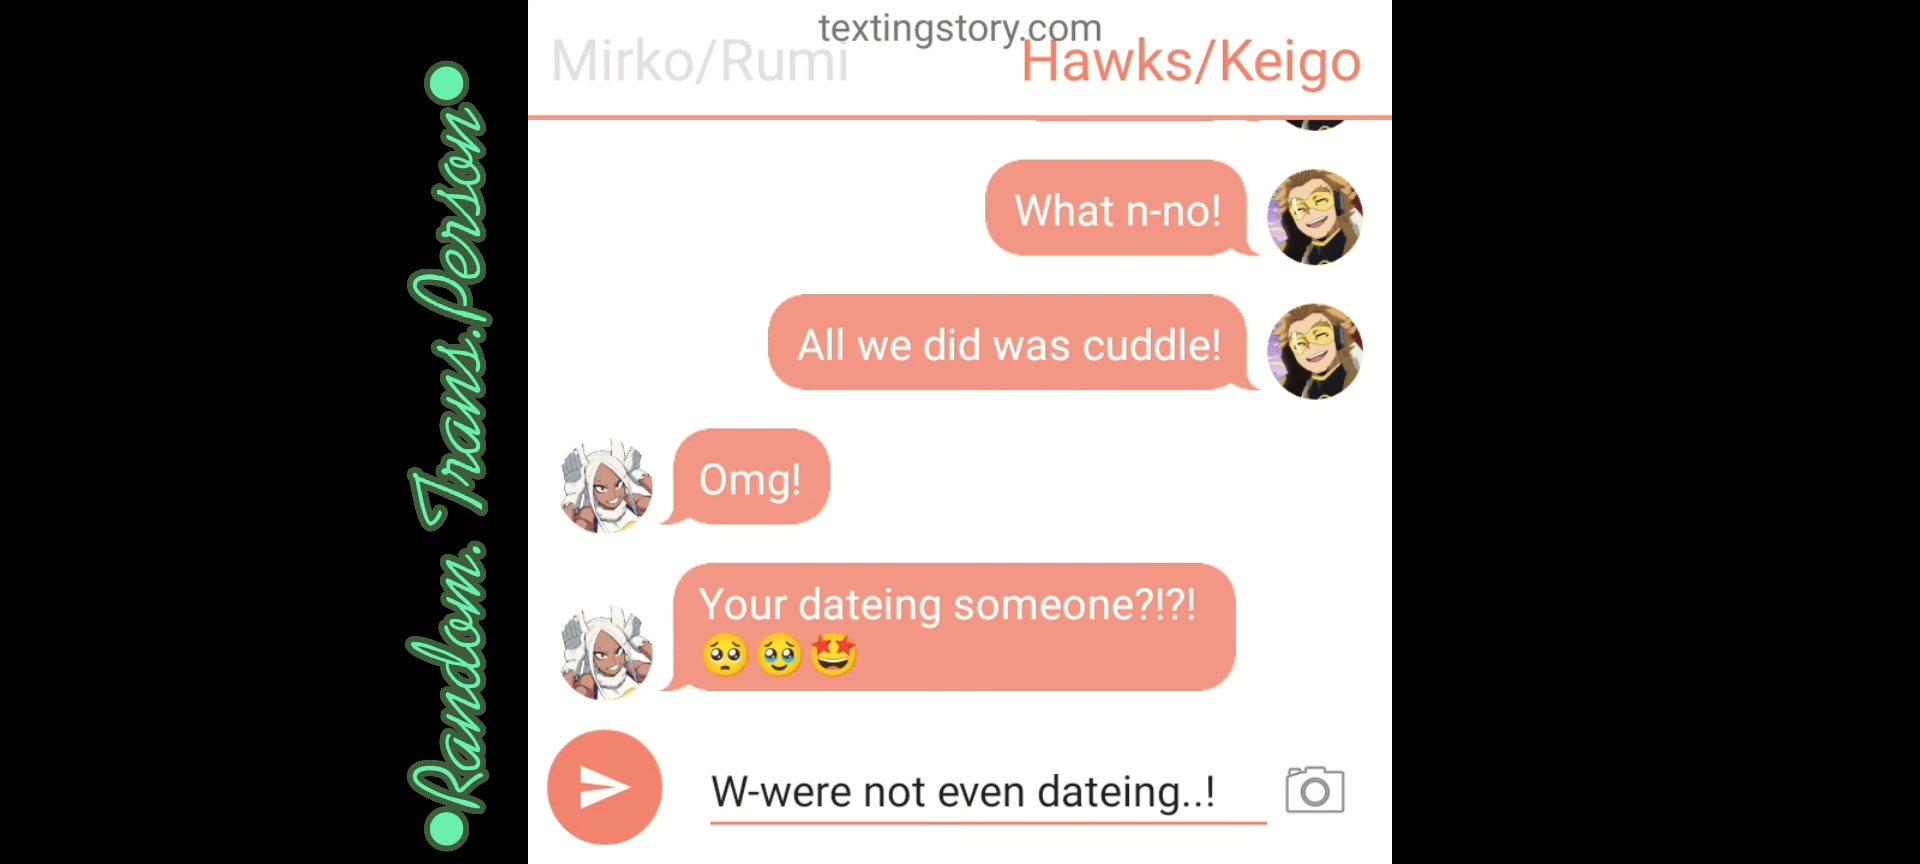 textingstory.com
Mirko/Rumi
Hawks/Keigo
What n-no!
All we did was cuddle!
Omg!
Your dateing someone?!?!
🥺🥹🤩
W-were not even dateing..!
●Random. Trans.Person●